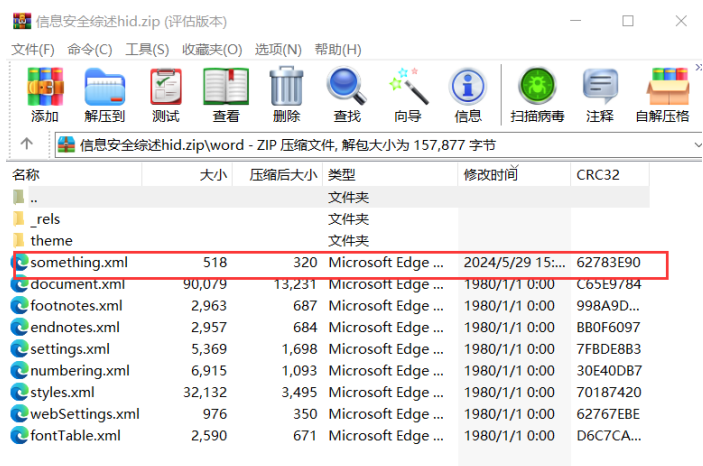 信息安全综述hid.zip (评估版本)
文件(F) 命令(C) 工具(S) 收藏夹(O) 选项(N) 帮助(H)
添加 解压到 测试 查看 删除 查找 向导 信息 扫描病毒 注释 自解压格
信息安全综述hid.zip\word - ZIP 压缩文件, 解包大小为 157,877 字节
名称 大小 压缩后大小 类型 修改时间 CRC32
.. 文件夹
_rels 文件夹
theme 文件夹
something.xml 518 320 Microsoft Edge ... 2024/5/29 15:... 62783E90
document.xml 90,079 13,231 Microsoft Edge ... 1980/1/1 0:00 C65E9784
footnotes.xml 2,963 687 Microsoft Edge ... 1980/1/1 0:00 998A9D...
endnotes.xml 2,957 684 Microsoft Edge ... 1980/1/1 0:00 BB0F6097
settings.xml 5,369 1,698 Microsoft Edge ... 1980/1/1 0:00 7FBDE8B3
numbering.xml 6,915 1,093 Microsoft Edge ... 1980/1/1 0:00 30E40DB7
styles.xml 32,132 3,495 Microsoft Edge ... 1980/1/1 0:00 70187420
webSettings.xml 976 350 Microsoft Edge ... 1980/1/1 0:00 62767EBE
fontTable.xml 2,590 671 Microsoft Edge ... 1980/1/1 0:00 D6C7CA...